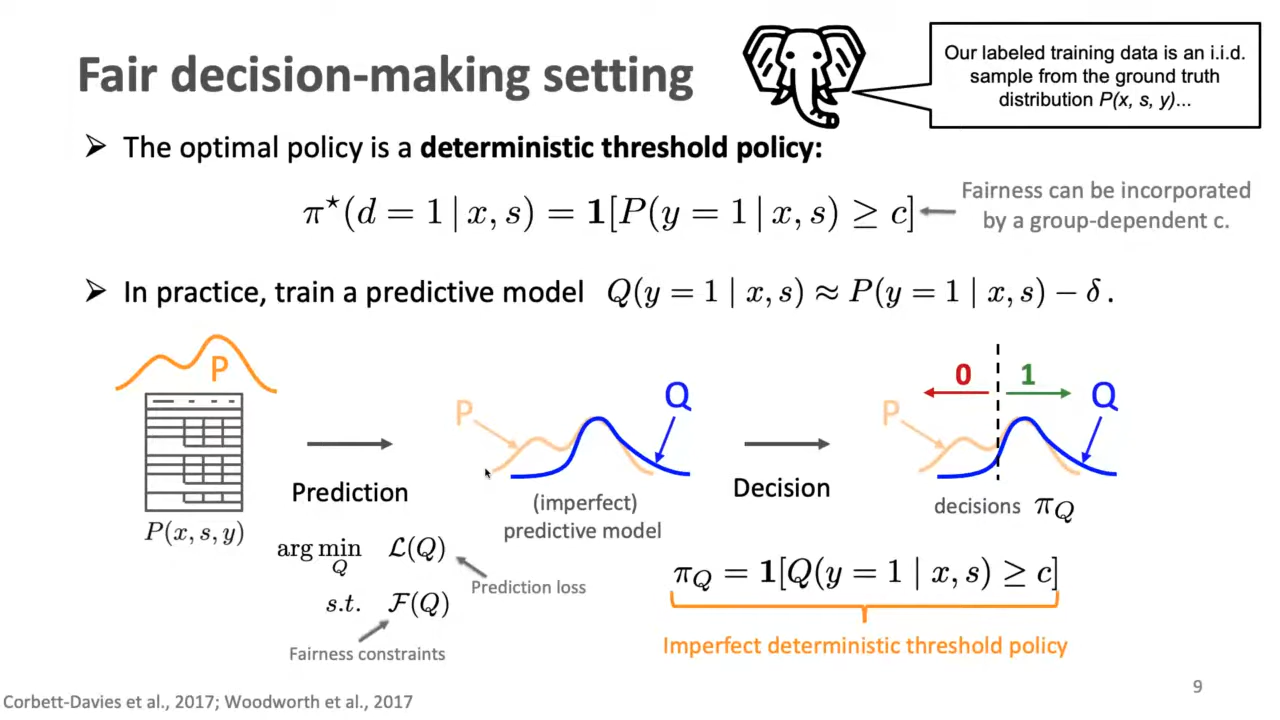 Fair decision-making setting
Our labeled training data is an i.i.d.
sample from the ground truth
distribution P(x, s, y)...
➢ The optimal policy is a deterministic threshold policy:
π⋆(d = 1 | x, s) = 1[P(y = 1 | x, s) ≥ c]
Fairness can be incorporated
by a group-dependent c.
➢ In practice, train a predictive model Q(y = 1 | x, s) ≈ P(y = 1 | x, s) − δ.
P
P(x, s, y)
Prediction
arg min
Q
ℒ(Q)
s.t. ℱ(Q)
Prediction loss
Fairness constraints
P
Q
(imperfect)
predictive model
Decision
0
1
P
Q
decisions π_Q
π_Q = 1[Q(y = 1 | x, s) ≥ c]
Imperfect deterministic threshold policy
Corbett-Davies et al., 2017; Woodworth et al., 2017
9